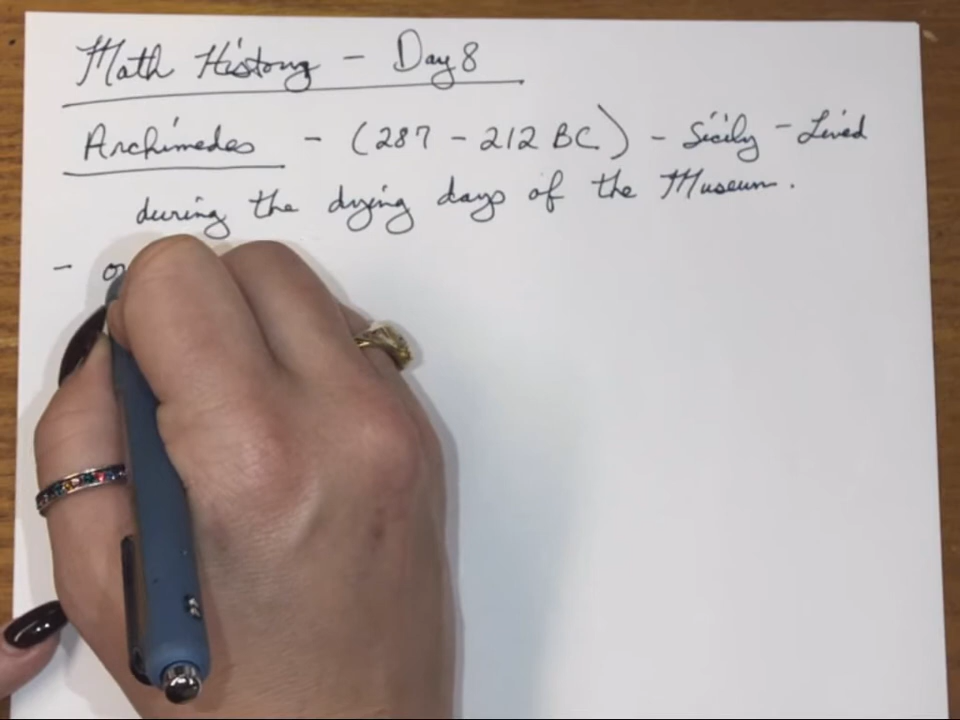 Math History - Day 8
Archimedes - (287 - 212 BC) - Sicily - Lived
during the dying days of the Museum.
-